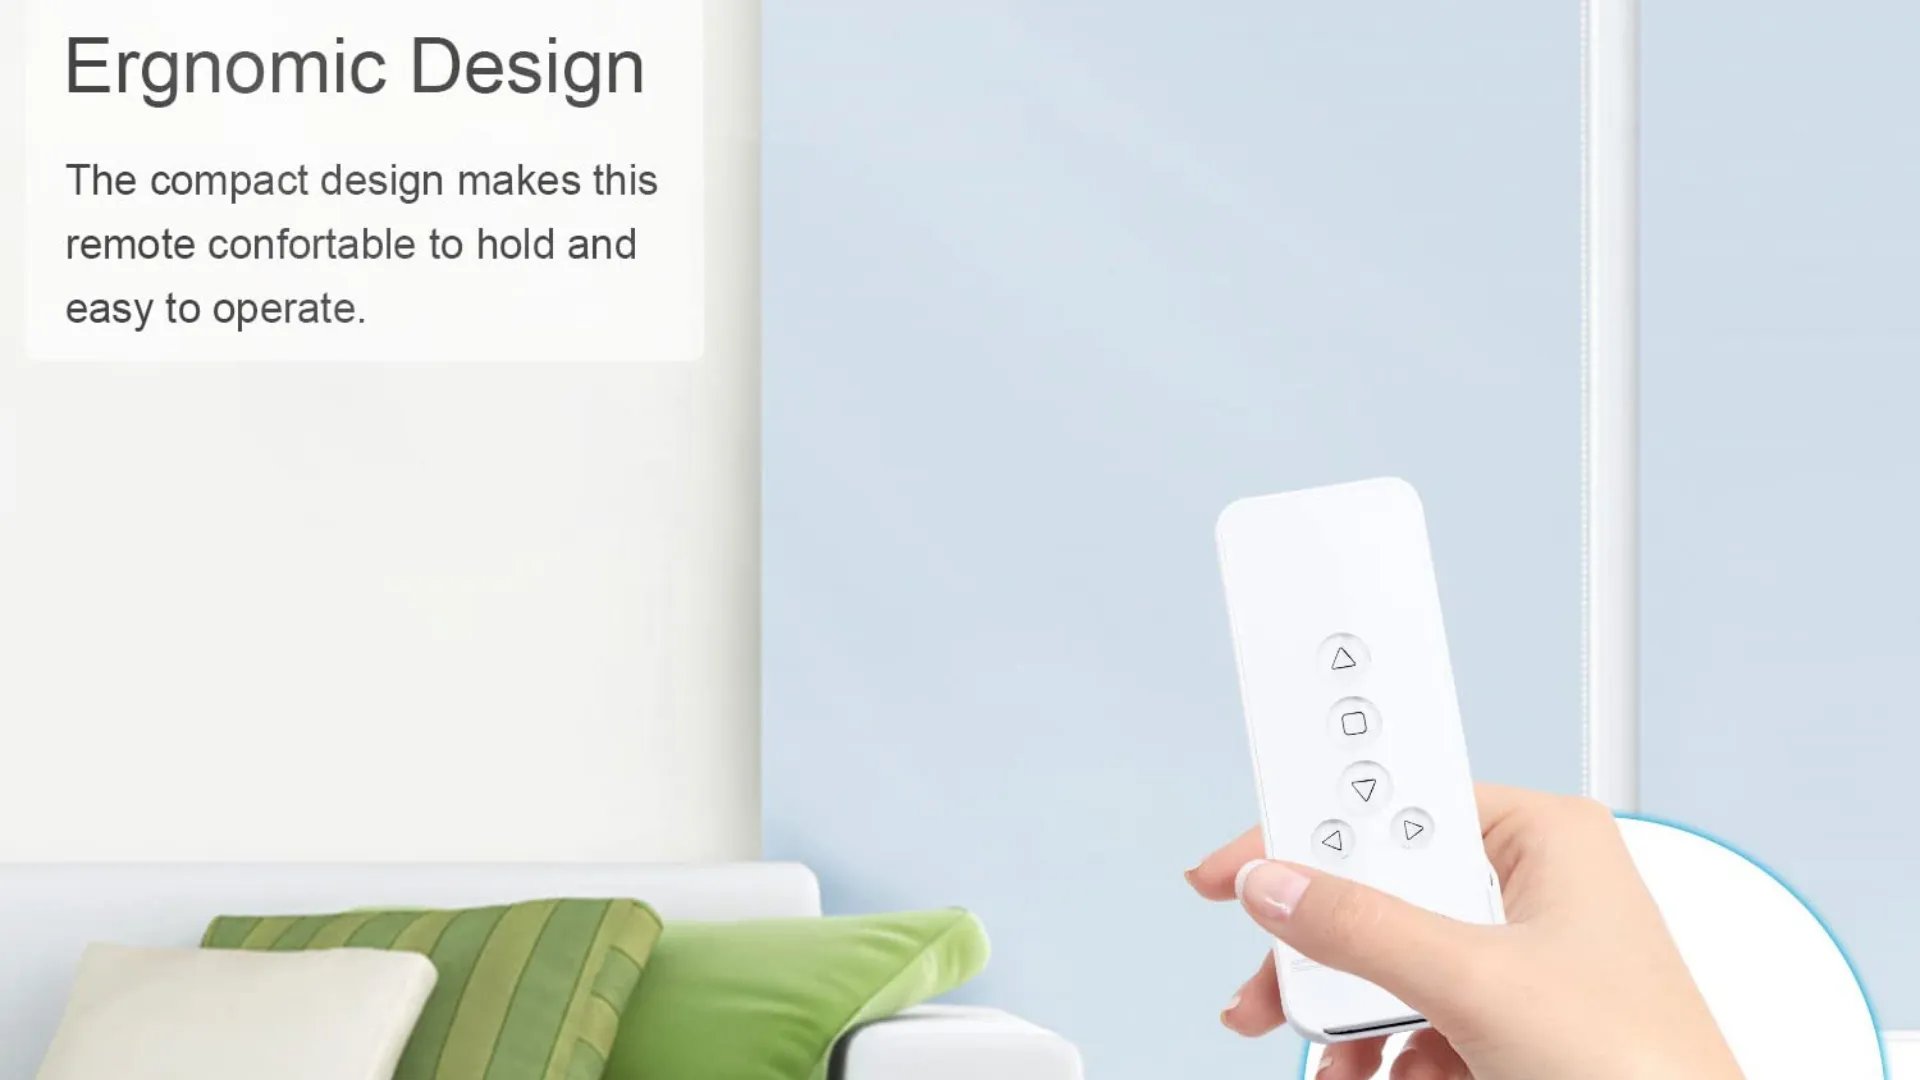 Ergnomic Design
The compact design makes this
remote confortable to hold and
easy to operate.